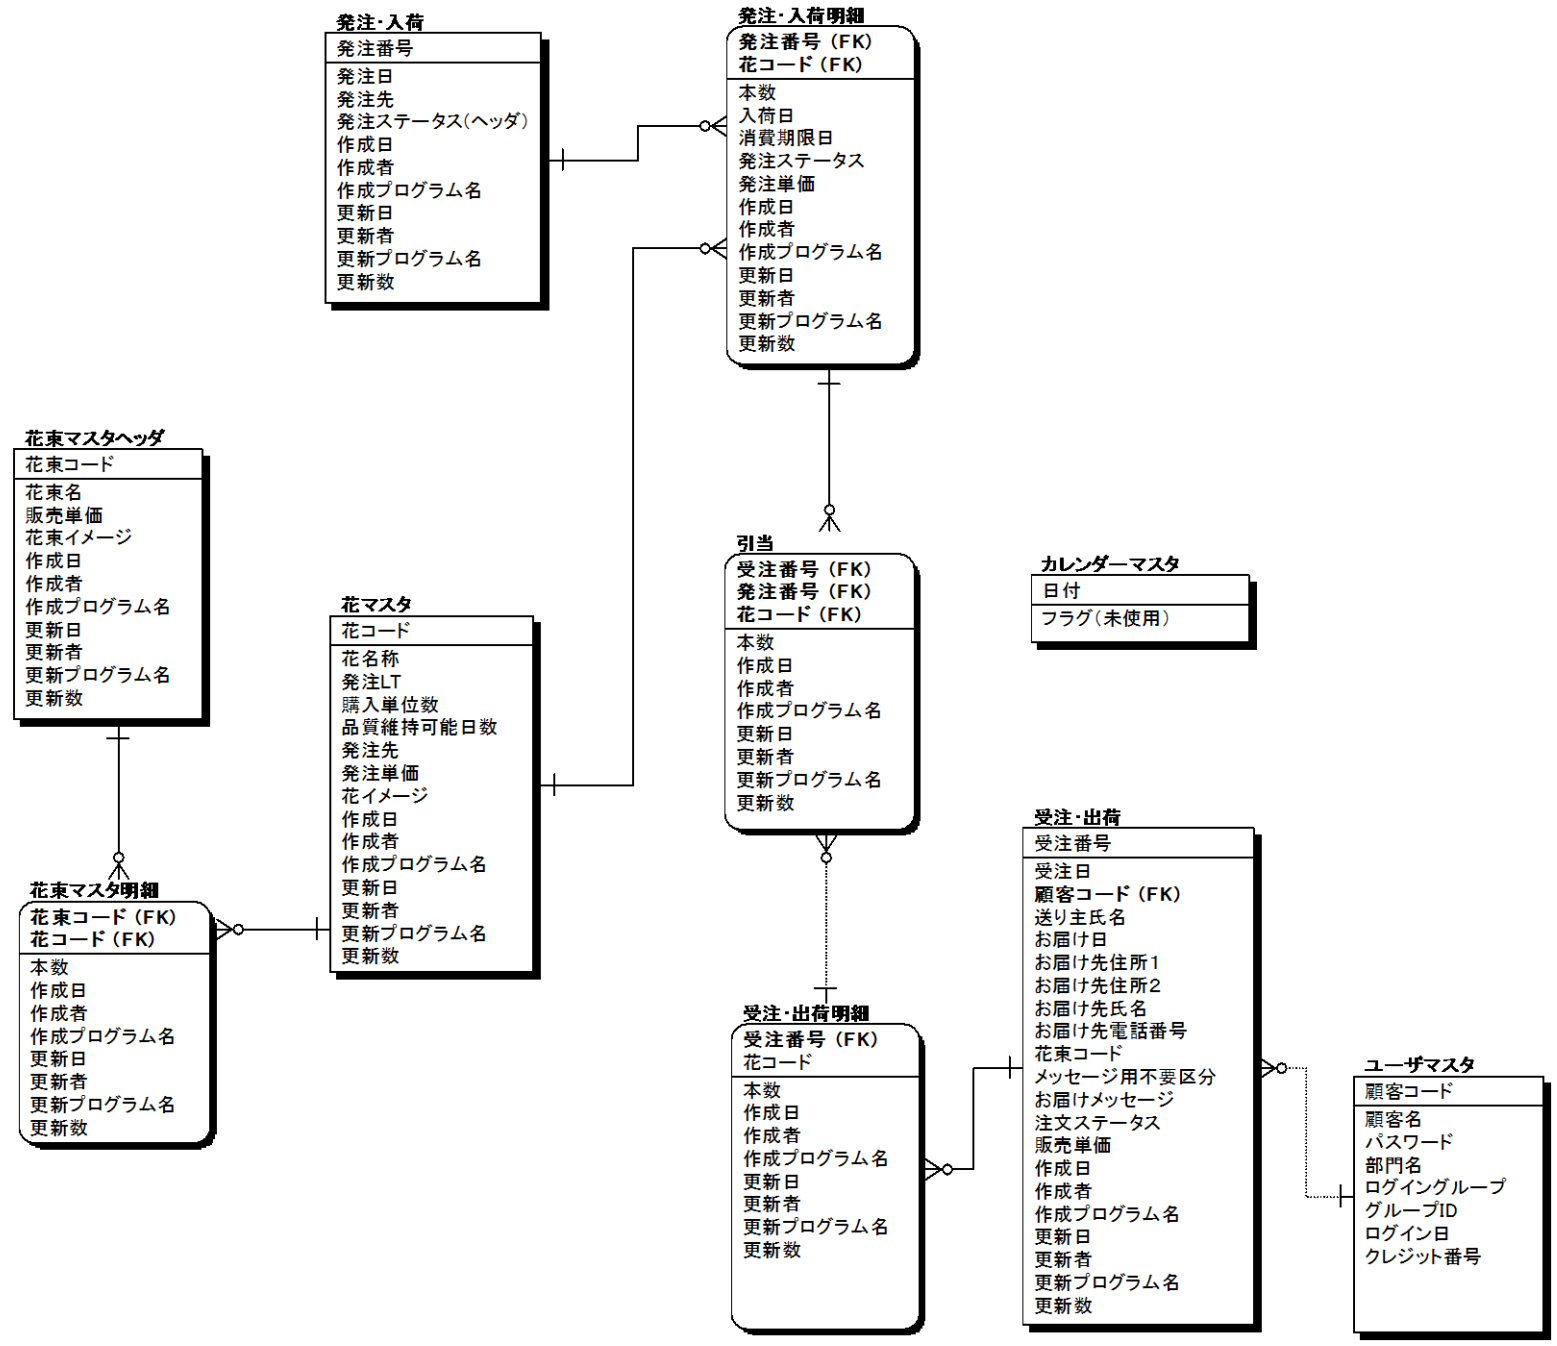 発注・入荷
発注番号
発注日
発注先
発注ステータス(ヘッダ)
作成日
作成者
作成プログラム名
更新日
更新者
更新プログラム名
更新数
発注・入荷明細
発注番号 (FK)
花コード (FK)
本数
入荷日
消費期限日
発注ステータス
発注単価
作成日
作成者
作成プログラム名
更新日
更新者
更新プログラム名
更新数
花束マスタヘッダ
花束コード
花束名
販売単価
花束イメージ
作成日
作成者
作成プログラム名
更新日
更新者
更新プログラム名
更新数
花マスタ
花コード
花名称
発注LT
購入単位数
品質維持可能日数
発注先
発注単価
花イメージ
作成日
作成者
作成プログラム名
更新日
更新者
更新プログラム名
更新数
引当
受注番号 (FK)
発注番号 (FK)
花コード (FK)
本数
作成日
作成者
作成プログラム名
更新日
更新者
更新プログラム名
更新数
カレンダーマスタ
日付
フラグ(未使用)
花束マスタ明細
花束コード (FK)
花コード (FK)
本数
作成日
作成者
作成プログラム名
更新日
更新者
更新プログラム名
更新数
受注・出荷明細
受注番号 (FK)
花コード
本数
作成日
作成者
作成プログラム名
更新日
更新者
更新プログラム名
更新数
受注・出荷
受注番号
受注日
顧客コード (FK)
送り主氏名
お届け日
お届け先住所1
お届け先住所2
お届け先氏名
お届け先電話番号
花束コード
メッセージ用不要区分
お届けメッセージ
注文ステータス
販売単価
作成日
作成者
作成プログラム名
更新日
更新者
更新プログラム名
更新数
ユーザマスタ
顧客コード
顧客名
パスワード
部門名
ログイングループ
グループID
ログイン日
クレジット番号